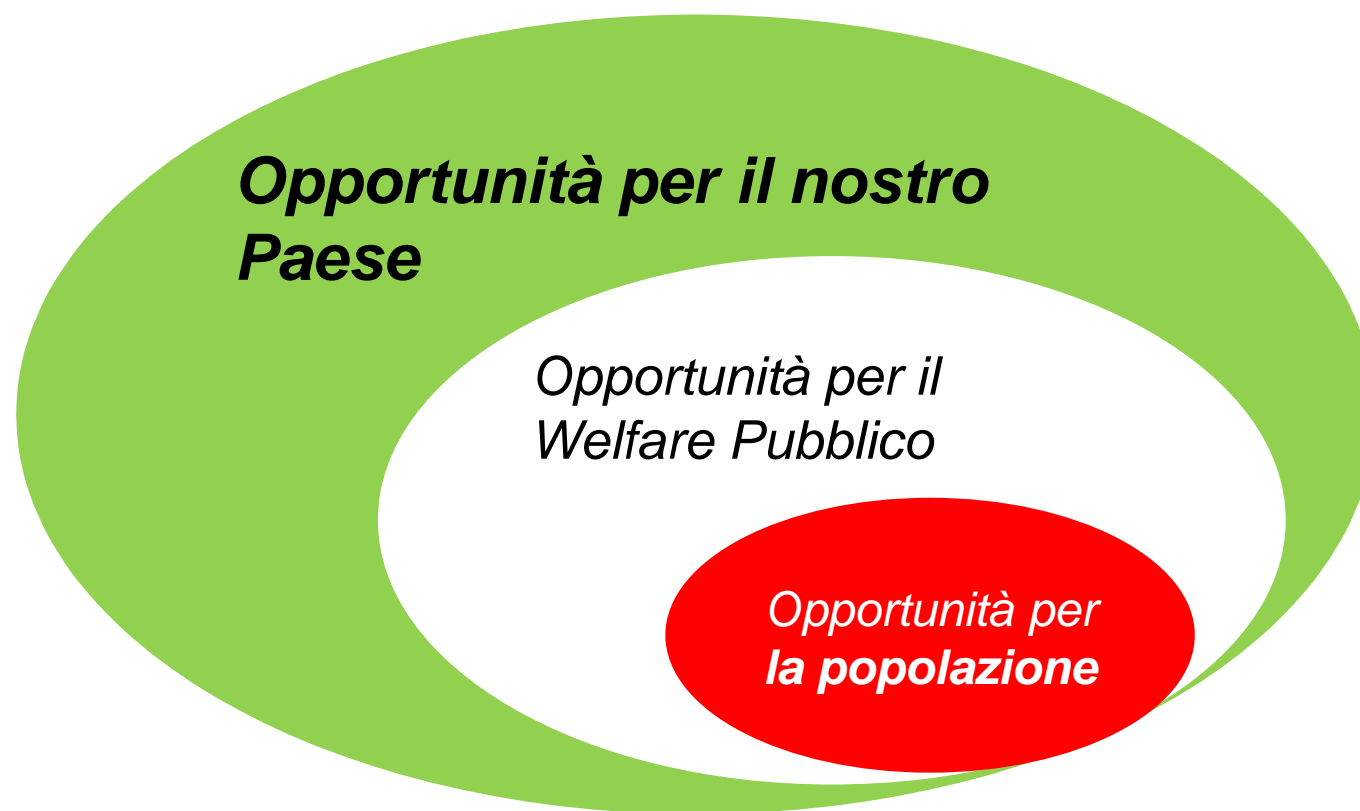 Opportunità per il nostro
Paese
Opportunità per il
Welfare Pubblico
Opportunità per
la popolazione